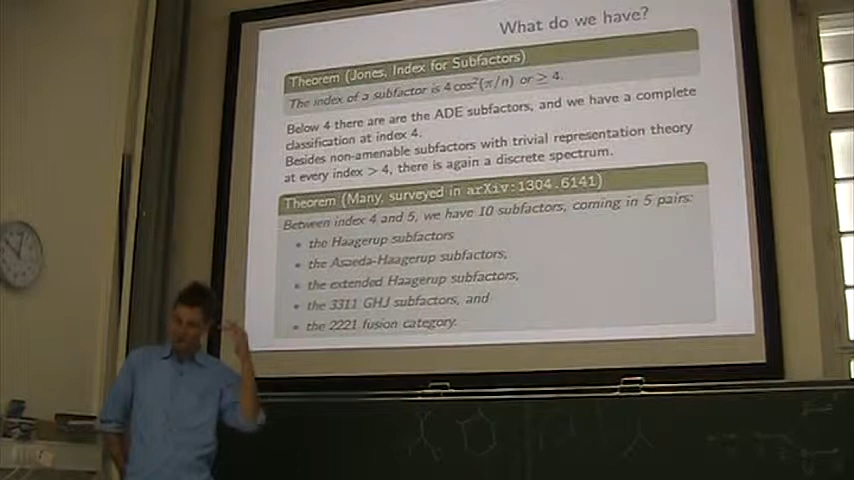 What do we have?
Theorem (Jones, Index for Subfactors)
The index of a subfactor is 4 cos²(π/n) or ≥ 4.
Below 4 there are are the ADE subfactors, and we have a complete
classification at index 4.
Besides non-amenable subfactors with trivial representation theory
at every index > 4, there is again a discrete spectrum.
Theorem (Many, surveyed in arXiv:1304.6141)
Between index 4 and 5, we have 10 subfactors, coming in 5 pairs:
• the Haagerup subfactors
• the Asaeda-Haagerup subfactors,
• the extended Haagerup subfactors,
• the 3311 GHJ subfactors, and
• the 2221 fusion category.